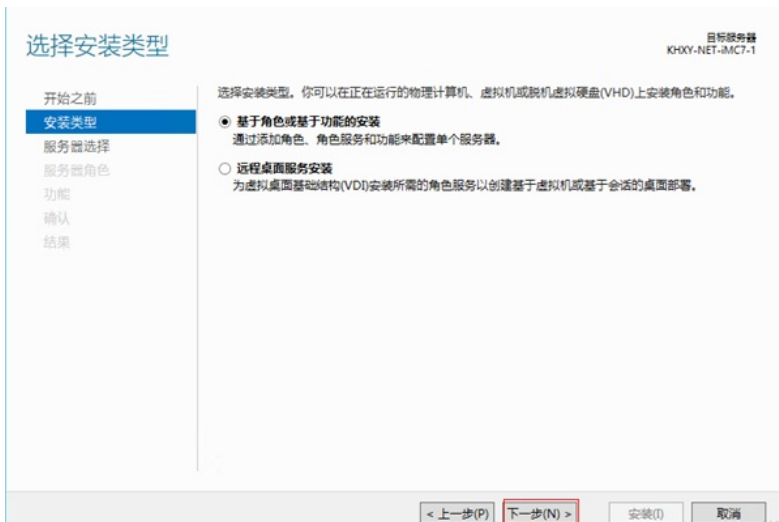 选择安装类型
目标服务器
KHXY-NET-iMC7-1
开始之前
安装类型
服务器选择
服务器角色
功能
确认
结果
选择安装类型。你可以在正在运行的物理计算机、虚拟机或脱机虚拟硬盘(VHD)上安装角色和功能。
基于角色或基于功能的安装
通过添加角色、角色服务和功能来配置单个服务器。
远程桌面服务安装
为虚拟桌面基础结构(VDI)安装所需的角色服务以创建基于虚拟机或基于会话的桌面部署。
< 上一步(P) 下一步(N) > 安装(I) 取消